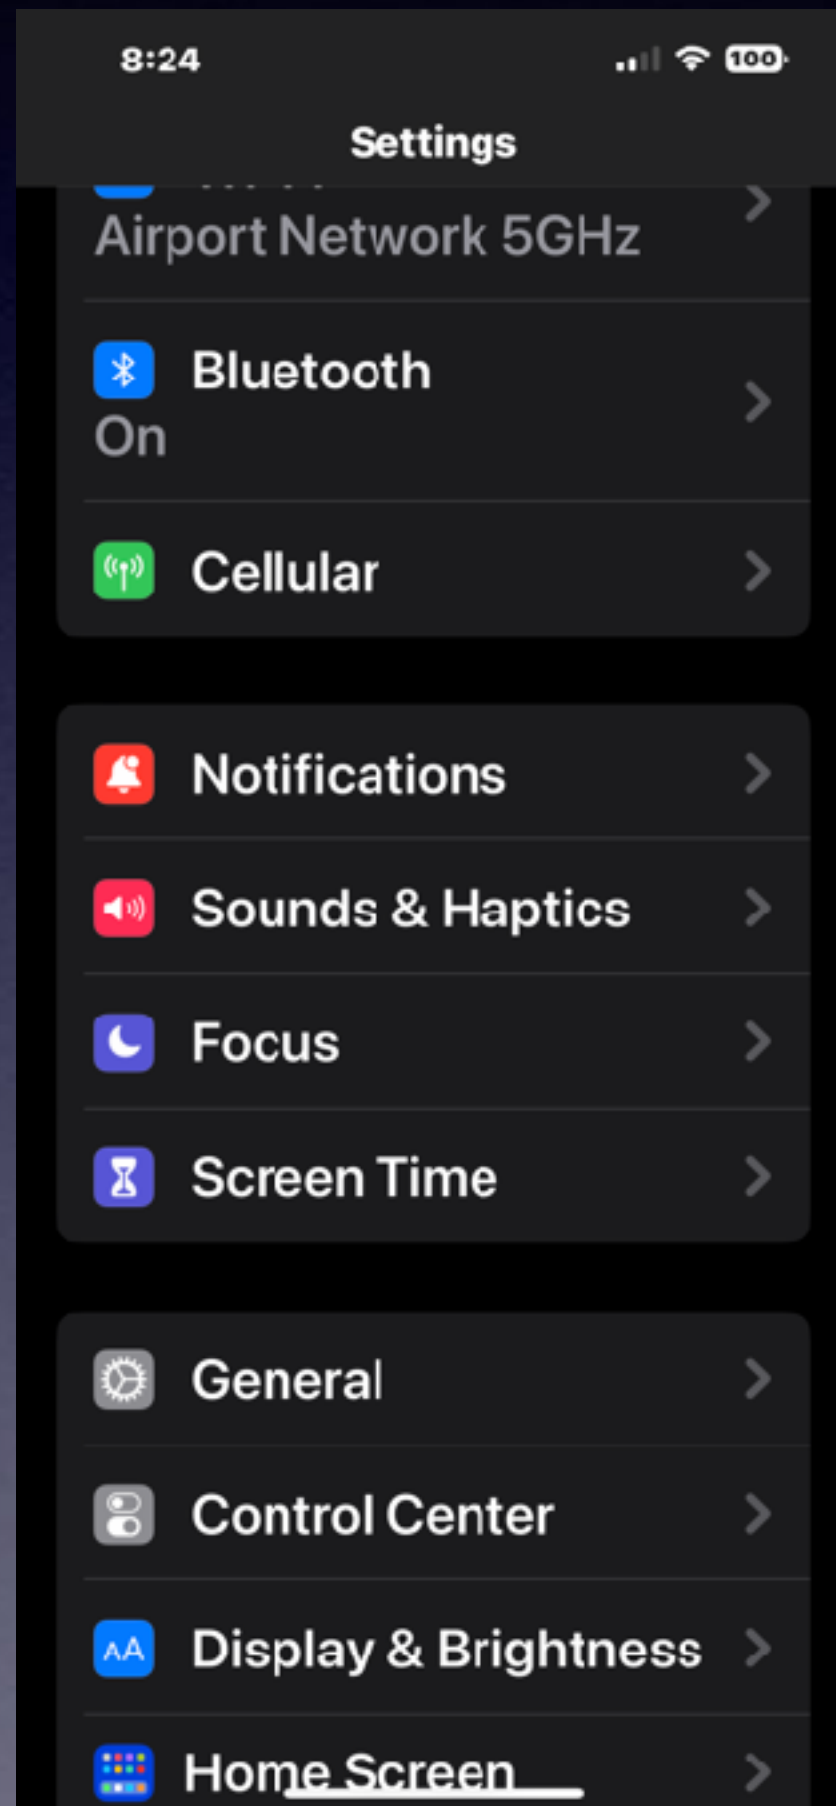 8:24
100
Settings
Airport Network 5GHz
Bluetooth
On
Cellular
Notifications
Sounds & Haptics
Focus
Screen Time
General
Control Center
AA Display & Brightness
Home Screen